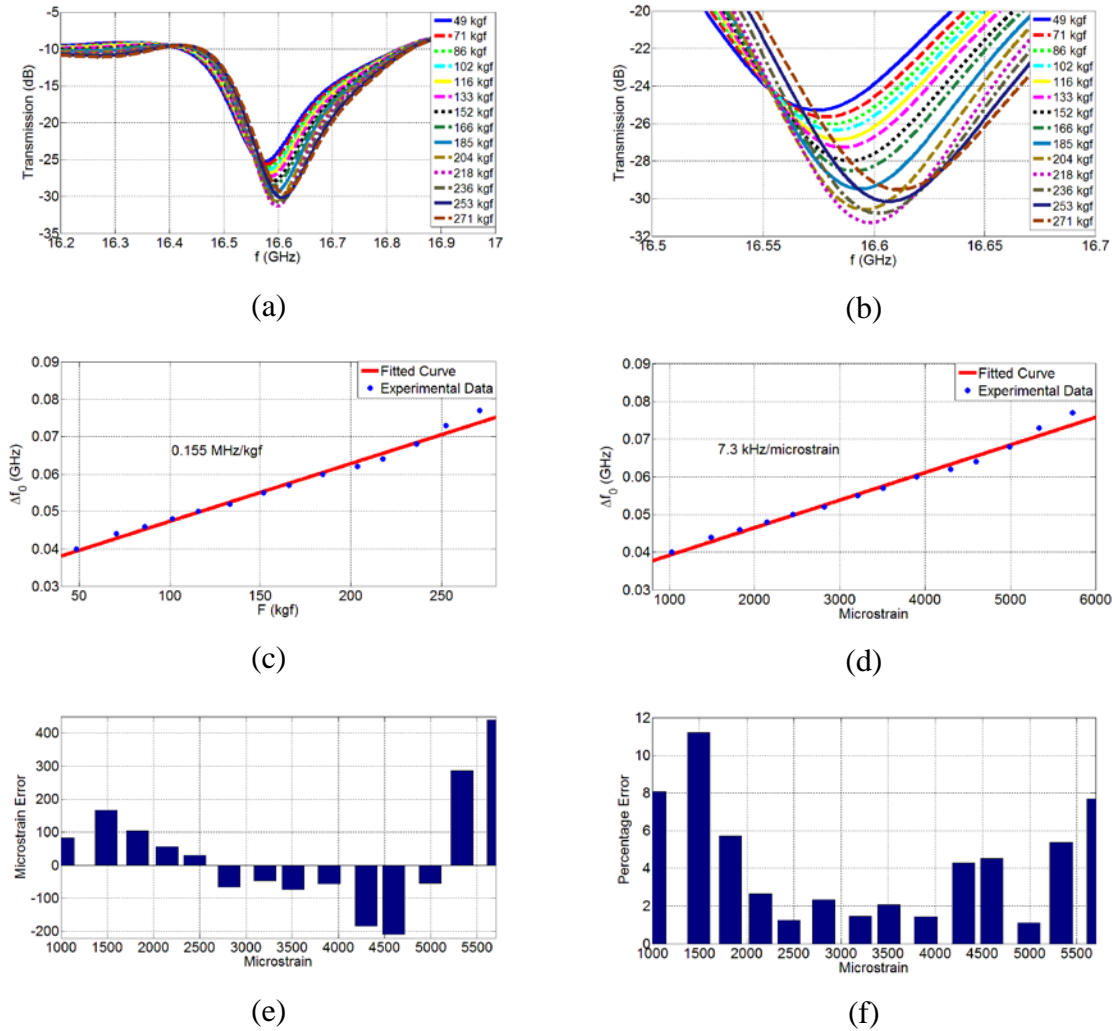 -5
-10
-15
-20
-25
-30
-35
16.2 16.3 16.4 16.5 16.6 16.7 16.8 16.9 17
f (GHz)
Transmission (dB)
49 kgf
71 kgf
86 kgf
102 kgf
116 kgf
133 kgf
152 kgf
166 kgf
185 kgf
204 kgf
218 kgf
236 kgf
253 kgf
271 kgf
(a)
-20
-22
-24
-26
-28
-30
-32
16.5 16.55 16.6 16.65 16.7
f (GHz)
Transmission (dB)
49 kgf
71 kgf
86 kgf
102 kgf
116 kgf
133 kgf
152 kgf
166 kgf
185 kgf
204 kgf
218 kgf
236 kgf
253 kgf
271 kgf
(b)
0.09
0.08
0.07
0.06
0.05
0.04
0.03
50 100 150 200 250
F (kgf)
Δf₀ (GHz)
Fitted Curve
Experimental Data
0.155 MHz/kgf
(c)
0.09
0.08
0.07
0.06
0.05
0.04
0.03
1000 2000 3000 4000 5000 6000
Microstrain
Δf₀ (GHz)
Fitted Curve
Experimental Data
7.3 kHz/microstrain
(d)
400
300
200
100
0
-100
-200
1000 1500 2000 2500 3000 3500 4000 4500 5000 5500
Microstrain
Microstrain Error
(e)
12
10
8
6
4
2
0
1000 1500 2000 2500 3000 3500 4000 4500 5000 5500
Microstrain
Percentage Error
(f)